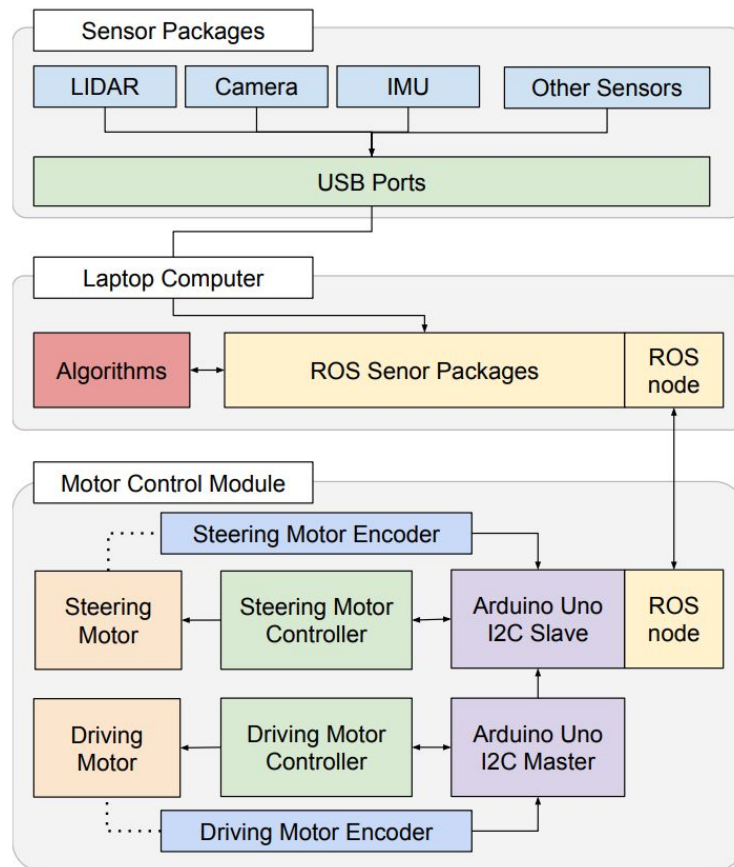 Sensor Packages
LIDAR
Camera
IMU
Other Sensors
USB Ports
Laptop Computer
Algorithms
ROS Senor Packages
ROS
node
Motor Control Module
Steering Motor Encoder
Steering
Motor
Steering Motor
Controller
Arduino Uno
I2C Slave
ROS
node
Driving
Motor
Driving Motor
Controller
Arduino Uno
I2C Master
Driving Motor Encoder